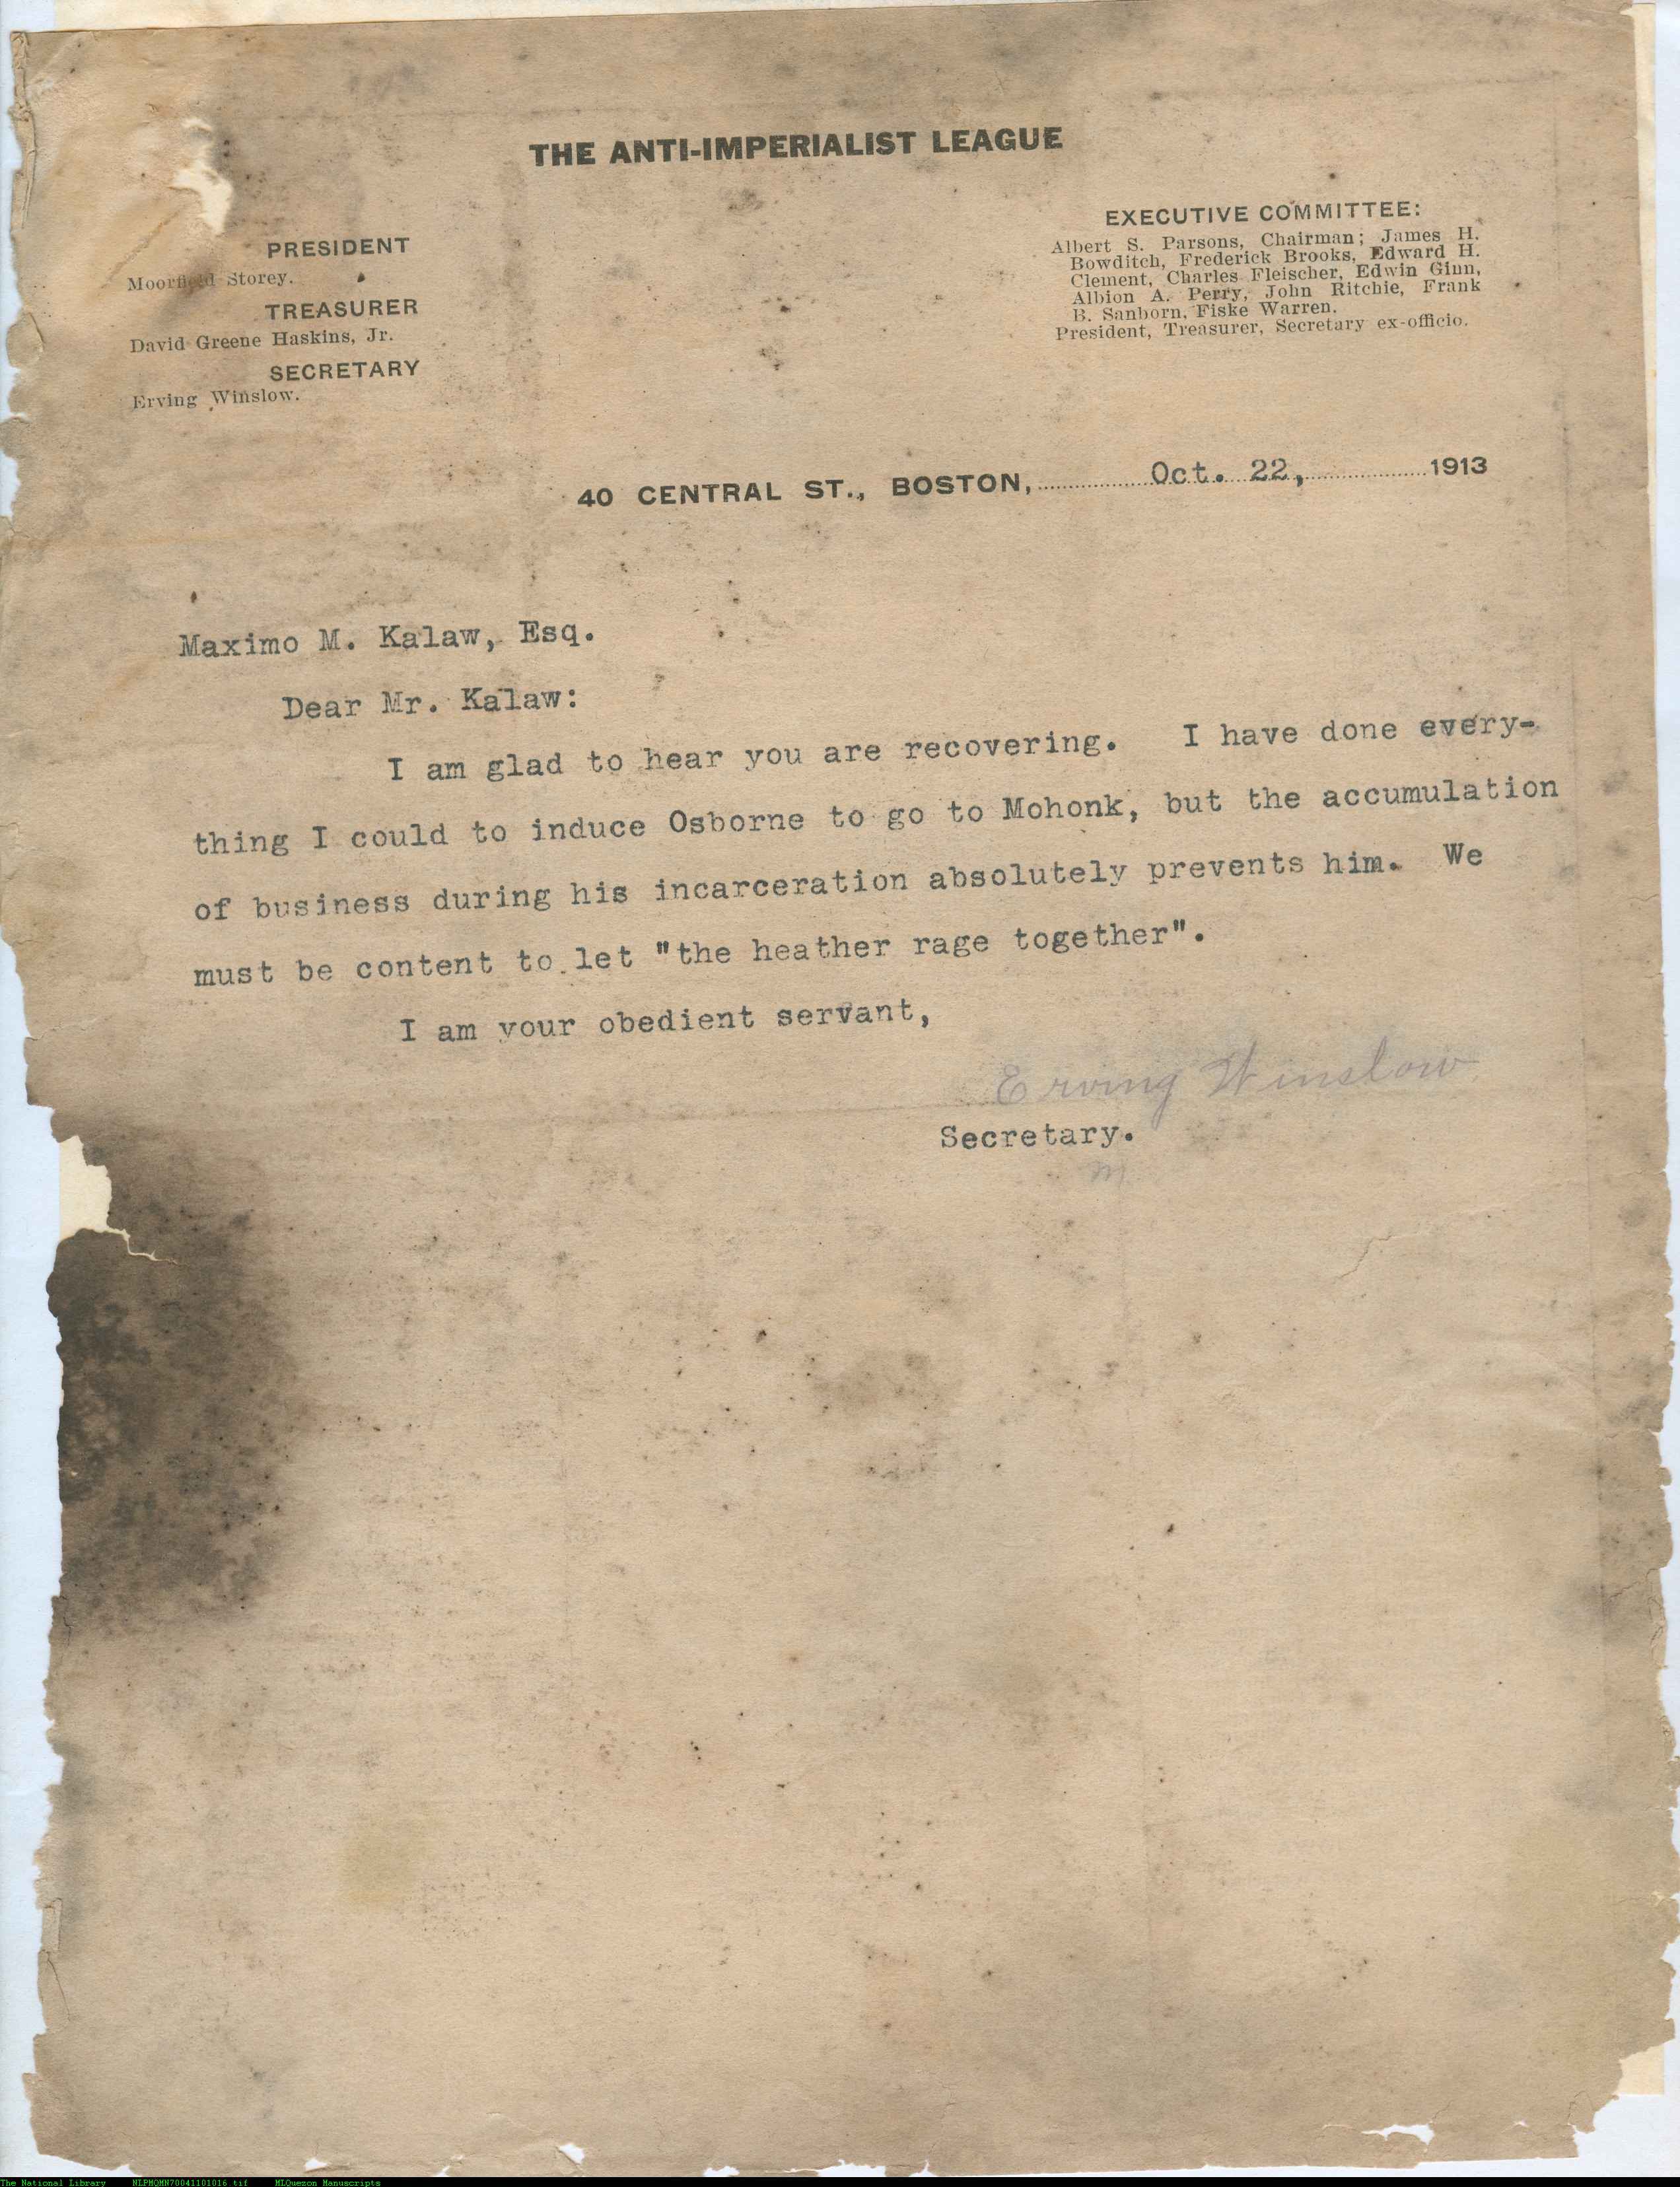 THE ANTI-IMPERIALIST LEAGUE
PRESIDENT
Moorfield Storey.
TREASURER
David Greene Haskins, Jr.
SECRETARY
Erving Winslow.
EXECUTIVE COMMITTEE:
Albert S. Parsons, Chairman; James H.
Bowditch, Frederick Brooks, Edward H.
Clement, Charles Fleischer, Edwin Ginn,
Albion A. Perry, John Ritchie, Frank
B. Sanborn, Fiske Warren.
President, Treasurer, Secretary ex-officio.
40 CENTRAL ST., BOSTON, Oct. 22, 1913
Maximo M. Kalaw, Esq.
Dear Mr. Kalaw:
I am glad to hear you are recovering. I have done every-
thing I could to induce Osborne to go to Mohonk, but the accumulation
of business during his incarceration absolutely prevents him. We
must be content to let "the heather rage together".
I am your obedient servant,
Erving Winslow
Secretary.
m
The National Library NLPMQMN70041101016.tif MLQuezon Manuscripts